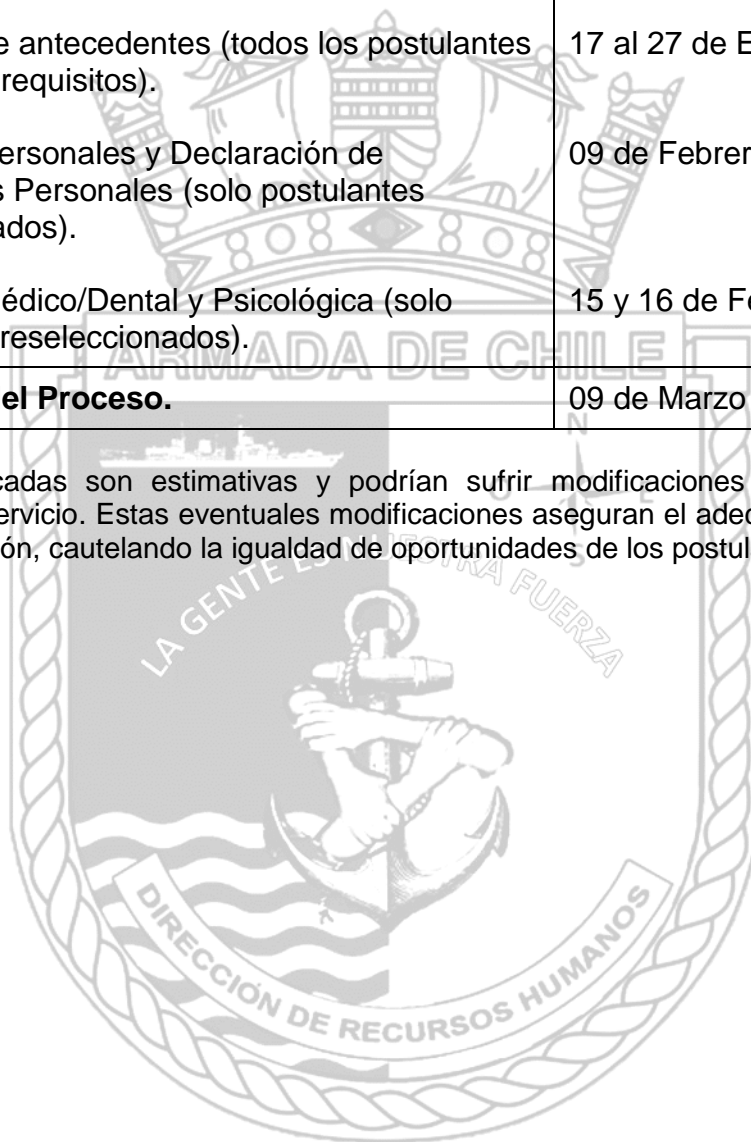 e antecedentes (todos los postulantes
requisitos).
17 al 27 de E
ersonales y Declaración de
s Personales (solo postulantes
ados).
09 de Febrer
édico/Dental y Psicológica (solo
reseleccionados).
15 y 16 de Fe
ARMADA DE CHILE
el Proceso.
09 de Marzo
N
cadas son estimativas y podrían sufrir modificaciones
E
ervicio. Estas eventuales modificaciones aseguran el adec
ón, cautelando la igualdad de oportunidades de los postul
S
LA GENTE ES NUESTRA FUERZA
DIRECCIÓN DE RECURSOS HUMANOS